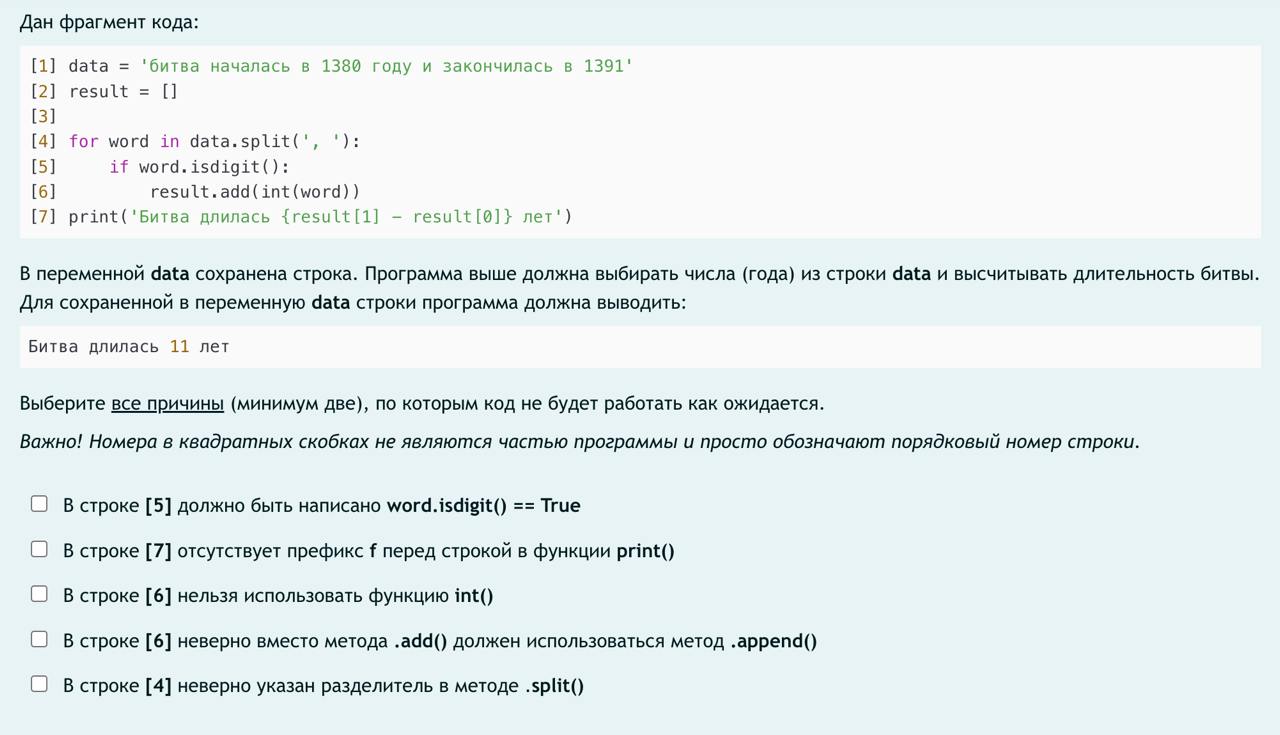 Дан фрагмент кода:
[1] data = 'битва началась в 1380 году и закончилась в 1391'
[2] result = []
[3]
[4] for word in data.split(', '):
[5]     if word.isdigit():
[6]         result.add(int(word))
[7] print('Битва длилась {result[1] - result[0]} лет')
В переменной data сохранена строка. Программа выше должна выбирать числа (года) из строки data и высчитывать длительность битвы.
Для сохраненной в переменную data строки программа должна выводить:
Битва длилась 11 лет
Выберите все причины (минимум две), по которым код не будет работать как ожидается.
Важно! Номера в квадратных скобках не являются частью программы и просто обозначают порядковый номер строки.
В строке [5] должно быть написано word.isdigit() == True
В строке [7] отсутствует префикс f перед строкой в функции print()
В строке [6] нельзя использовать функцию int()
В строке [6] неверно вместо метода .add() должен использоваться метод .append()
В строке [4] неверно указан разделитель в методе .split()